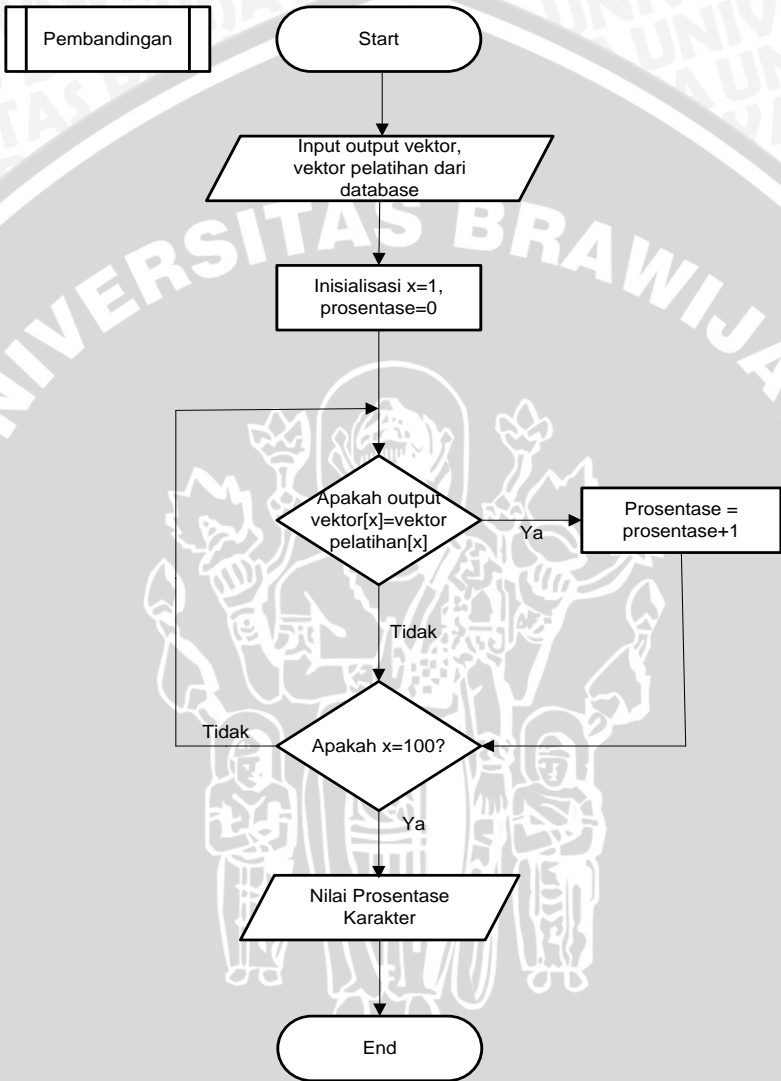 Pembandingan
Start
Input output vektor,
vektor pelatihan dari
database
Inisialisasi x=1,
prosentase=0
Apakah output
vektor[x]=vektor
pelatihan[x]
Ya
Prosentase =
prosentase+1
Tidak
Apakah x=100?
Tidak
Ya
Nilai Prosentase
Karakter
End
UNIVERSITAS BRAWIJA